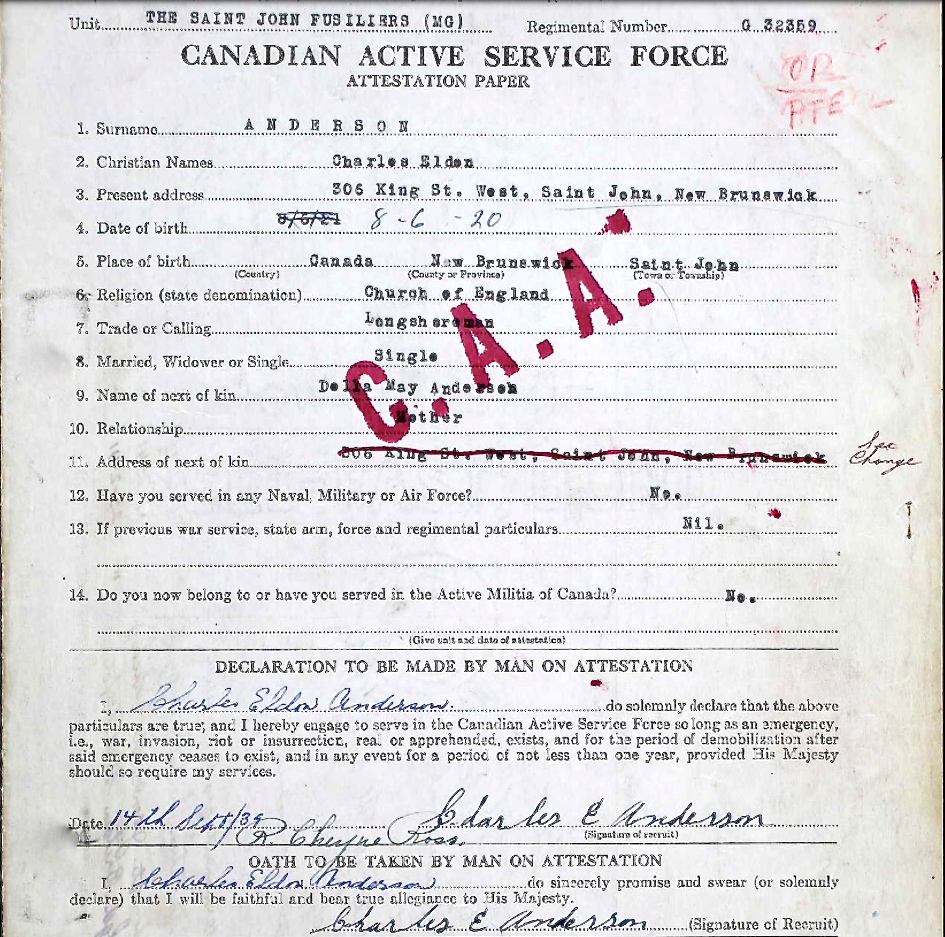 Unit THE SAINT JOHN FUSILIERS (MG) Regimental Number G 32359
CANADIAN ACTIVE SERVICE FORCE
ATTESTATION PAPER
OR
PTE
1. Surname A N D E R S O N
2. Christian Names Charles Eldon
3. Present address 306 King St. West, Saint John, New Brunswick
4. Date of birth 8/6/21 8-6-20
5. Place of birth Canada New Brunswick Saint John
(Country) (County or Province) (Town or Township)
6. Religion (state denomination) Church of England
7. Trade or Calling Longshoreman
8. Married, Widower or Single Single
9. Name of next of kin Della May Anderson
10. Relationship Mother
C.A.A.
11. Address of next of kin 306 King St. West, Saint John, New Brunswick See Change
12. Have you served in any Naval, Military or Air Force? No.
13. If previous war service, state arm, force and regimental particulars Nil.
14. Do you now belong to or have you served in the Active Militia of Canada? No.
(Give unit and date of attestation)
DECLARATION TO BE MADE BY MAN ON ATTESTATION
I, Charles Eldon Anderson. do solemnly declare that the above
particulars are true; and I hereby engage to serve in the Canadian Active Service Force so long as an emergency,
i.e., war, invasion, riot or insurrection, real or apprehended, exists, and for the period of demobilization after
said emergency ceases to exist, and in any event for a period of not less than one year, provided His Majesty
should so require my services.
Date 14th Sept/39 Charles E Anderson
R. Cheyne Ross. (Signature of recruit)
OATH TO BE TAKEN BY MAN ON ATTESTATION
I, Charles Eldon Anderson do sincerely promise and swear (or solemnly
declare) that I will be faithful and bear true allegiance to His Majesty.
Charles E Anderson (Signature of Recruit)